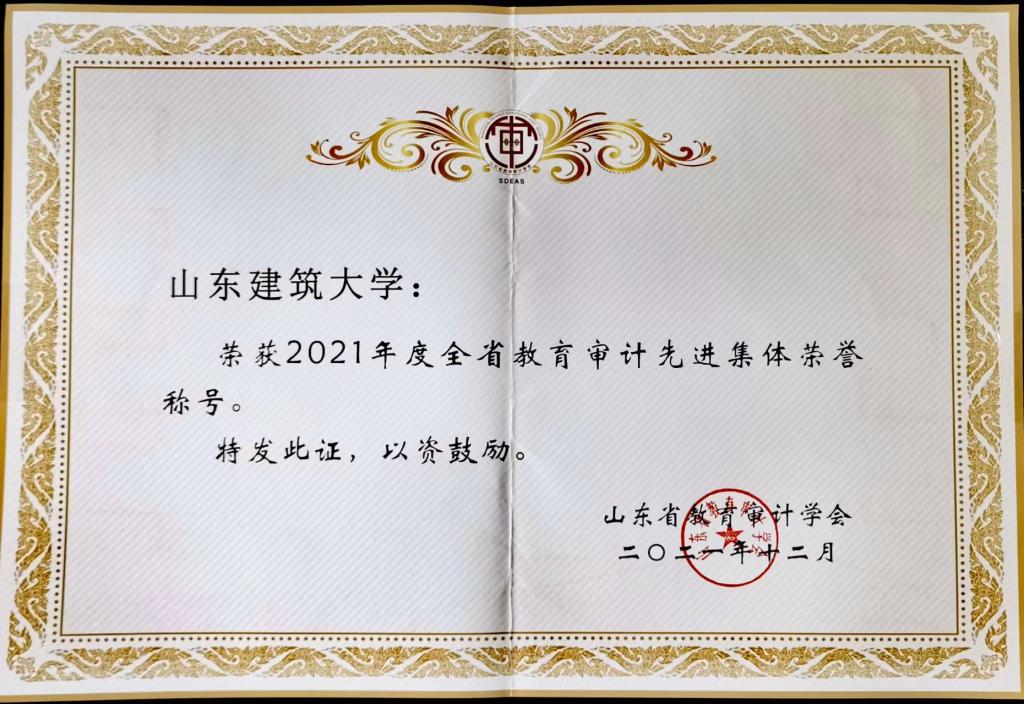 审
SDEAS
山东建筑大学：
荣获2021年度全省教育审计先进集体荣誉
称号。
特发此证，以资鼓励。
山东省教育审计学会
二〇二一年十二月